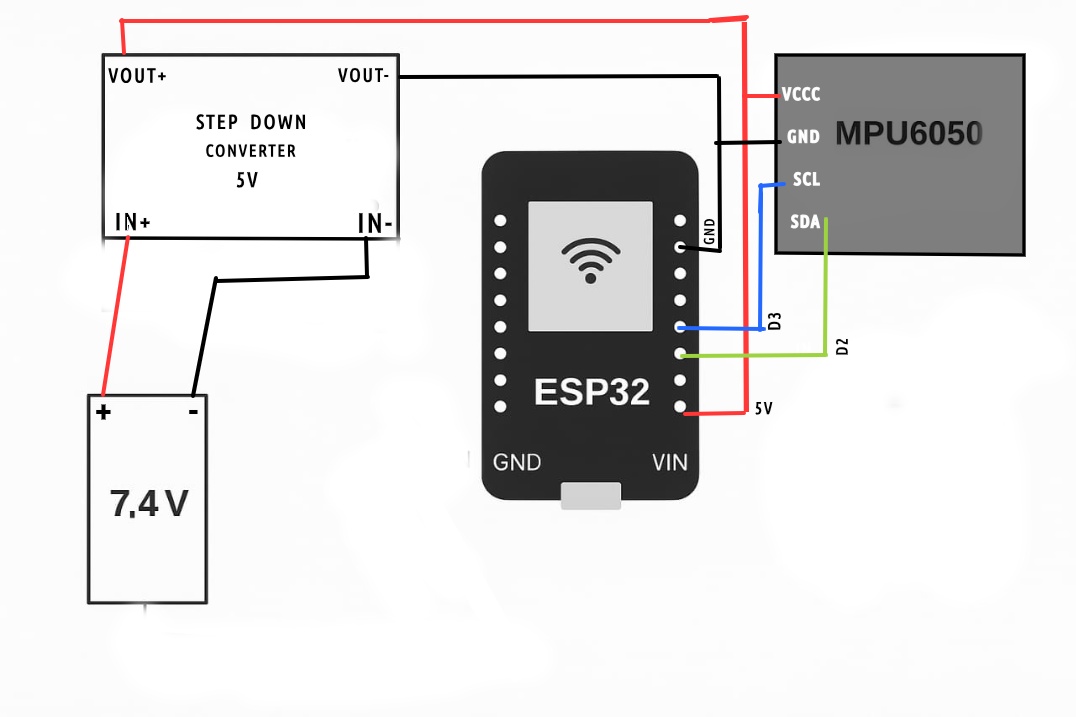 VOUT+
VOUT-
STEP DOWN
CONVERTER
5V
IN+
IN-
+
-
7.4 V
GND
ESP32
GND
VIN
D3
D2
5V
VCCC
GND
SCL
SDA
MPU6050